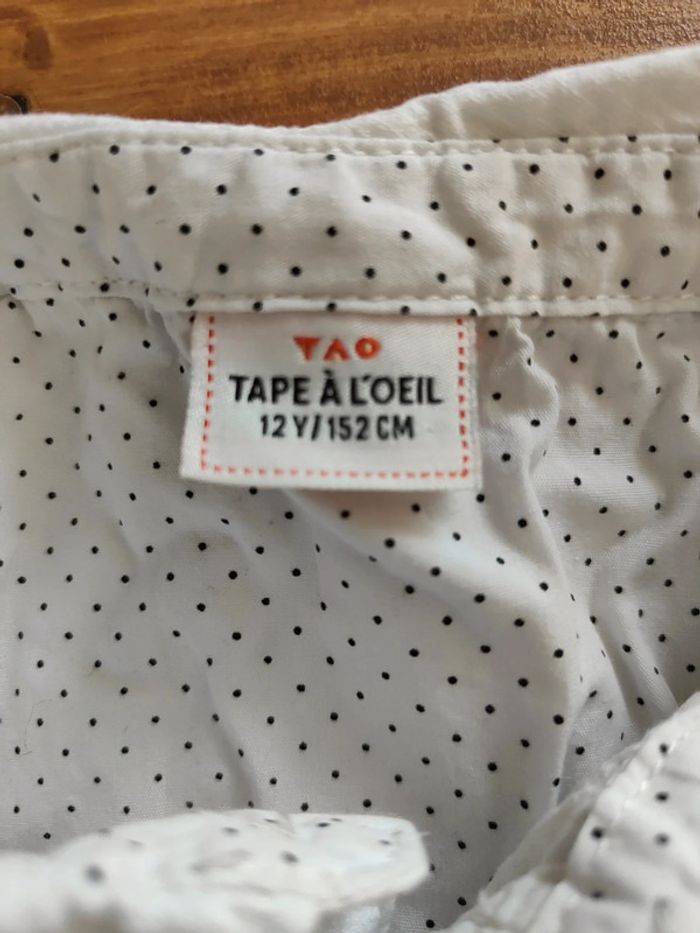 TAO
TAPE À L'OEIL
12 Y/152 CM